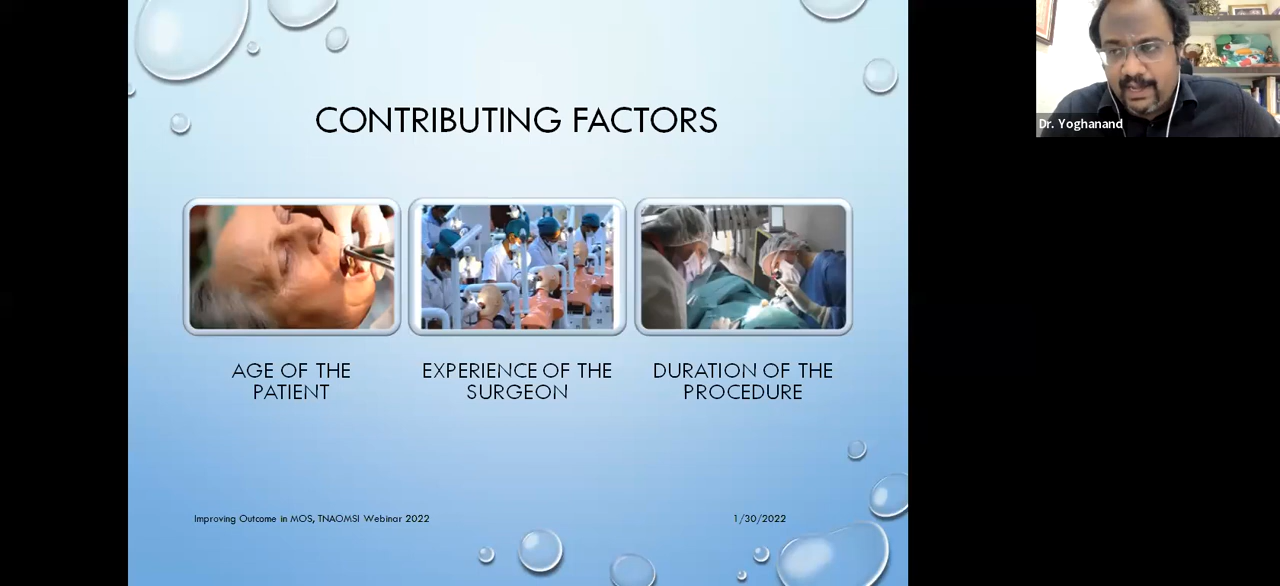 CONTRIBUTING FACTORS
AGE OF THE
PATIENT
EXPERIENCE OF THE
SURGEON
DURATION OF THE
PROCEDURE
Improving Outcome in MOS, TNAOMSI Webinar 2022
1/30/2022
Dr. Yoghanand